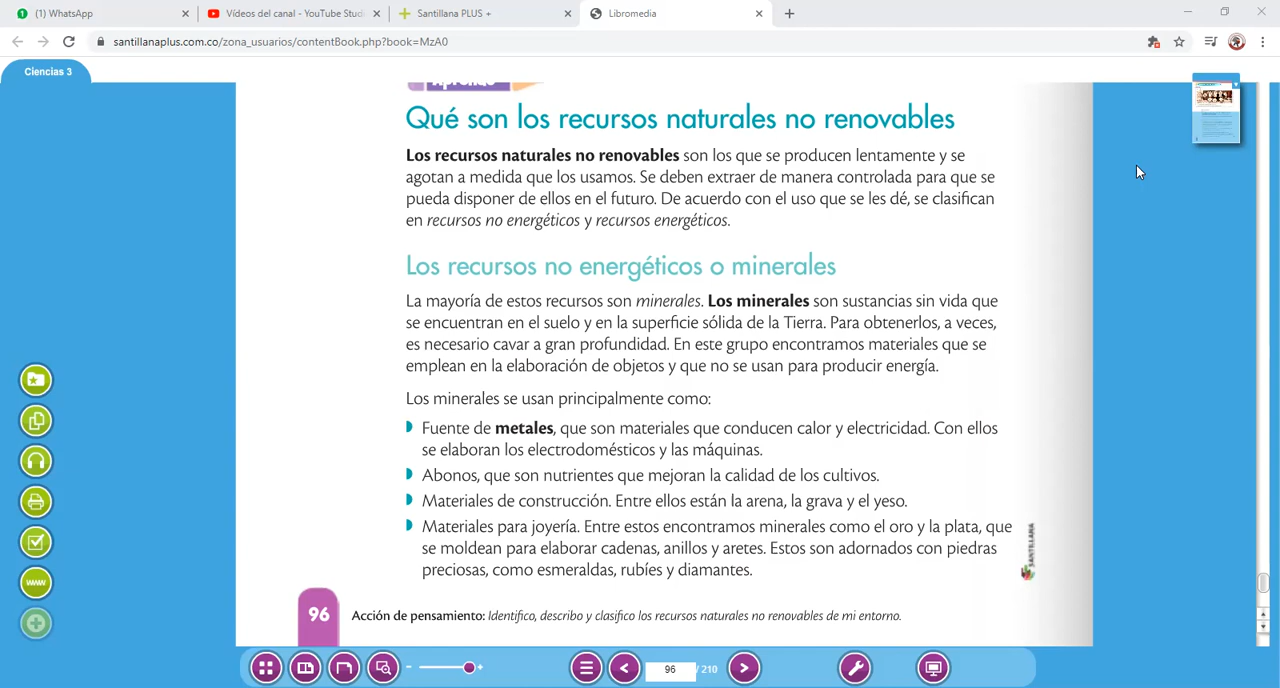 (1) WhatsApp
Vídeos del canal - YouTube Stud
Santillana PLUS +
Libromedia
santillanaplus.com.co/zona_usuarios/contentBook.php?book=MzA0
Ciencias 3
Aprendo
Qué son los recursos naturales no renovables
Los recursos naturales no renovables son los que se producen lentamente y se
agotan a medida que los usamos. Se deben extraer de manera controlada para que se
pueda disponer de ellos en el futuro. De acuerdo con el uso que se les dé, se clasifican
en recursos no energéticos y recursos energéticos.
Los recursos no energéticos o minerales
La mayoría de estos recursos son minerales. Los minerales son sustancias sin vida que
se encuentran en el suelo y en la superficie sólida de la Tierra. Para obtenerlos, a veces,
es necesario cavar a gran profundidad. En este grupo encontramos materiales que se
emplean en la elaboración de objetos y que no se usan para producir energía.
Los minerales se usan principalmente como:
Fuente de metales, que son materiales que conducen calor y electricidad. Con ellos
se elaboran los electrodomésticos y las máquinas.
Abonos, que son nutrientes que mejoran la calidad de los cultivos.
Materiales de construcción. Entre ellos están la arena, la grava y el yeso.
Materiales para joyería. Entre estos encontramos minerales como el oro y la plata, que
se moldean para elaborar cadenas, anillos y aretes. Estos son adornados con piedras
preciosas, como esmeraldas, rubíes y diamantes.
SANTILLANA
www
96 Acción de pensamiento: Identifico, describo y clasifico los recursos naturales no renovables de mi entorno.
- +
96 / 210